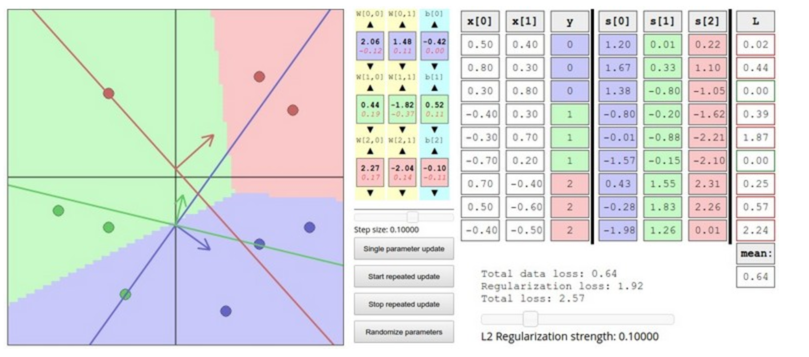 W[0,0] W[0,1] b[0]
2.06 1.48 -0.42
-0.12 0.11 0.00
W[1,0] W[1,1] b[1]
0.44 -1.82 0.52
0.19 -0.37 0.11
W[2,0] W[2,1] b[2]
2.27 -2.04 -0.10
0.17 0.14 -0.11
Step size: 0.10000
Single parameter update
Start repeated update
Stop repeated update
Randomize parameters
x[0] x[1] y s[0] s[1] s[2] L
0.50 0.40 0 1.20 0.01 0.22 0.02
0.80 0.30 0 1.67 0.33 1.10 0.44
0.30 0.80 0 1.38 -0.80 -1.05 0.00
-0.40 0.30 1 -0.80 -0.20 -1.62 0.39
-0.30 0.70 1 -0.01 -0.88 -2.21 1.87
-0.70 0.20 1 -1.57 -0.15 -2.10 0.00
0.70 -0.40 2 0.43 1.55 2.31 0.25
0.50 -0.60 2 -0.28 1.83 2.26 0.57
-0.40 -0.50 2 -1.98 1.26 0.01 2.24
mean:
0.64
Total data loss: 0.64
Regularization loss: 1.92
Total loss: 2.57
L2 Regularization strength: 0.10000